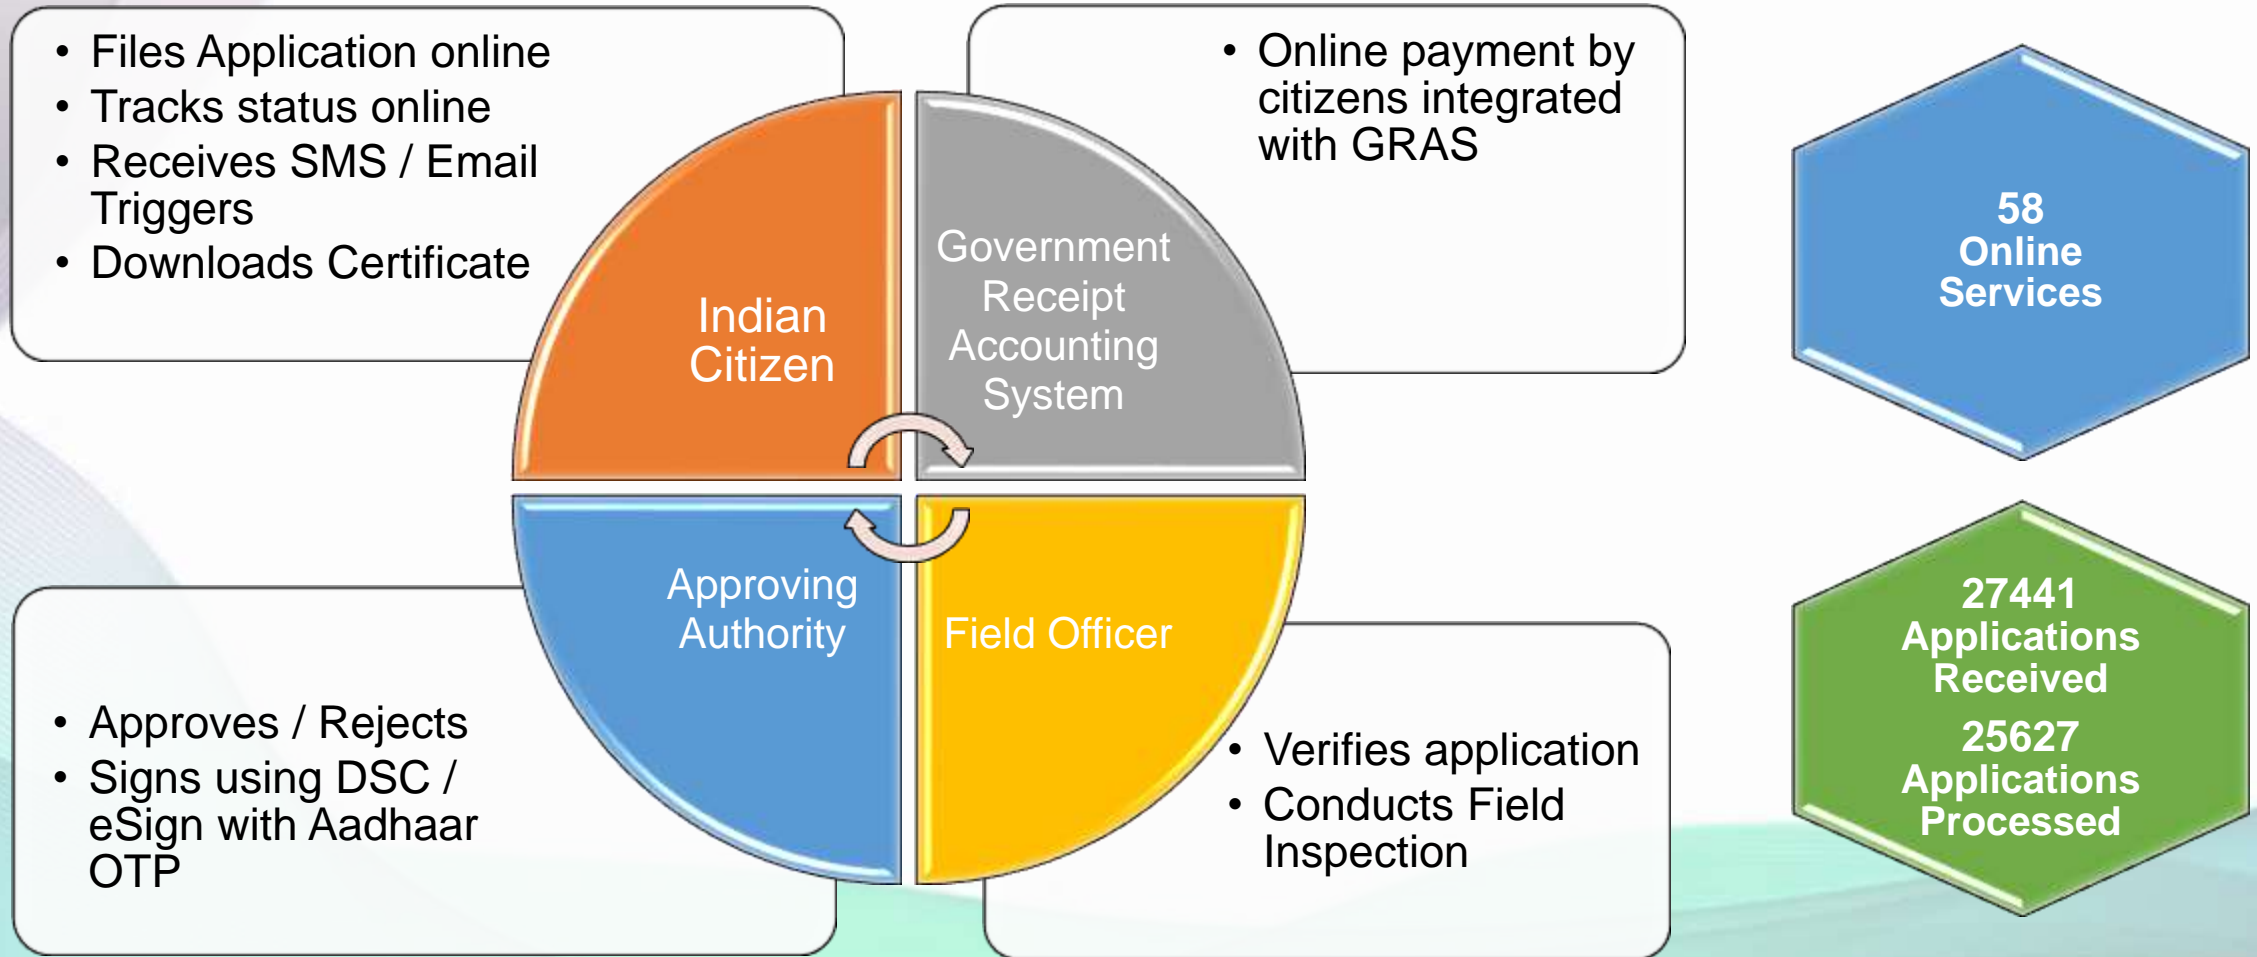 • Files Application online
• Tracks status online
• Receives SMS / Email
Triggers
• Downloads Certificate
• Online payment by
citizens integrated
with GRAS
Indian
Citizen
Government
Receipt
Accounting
System
Approving
Authority
Field Officer
• Approves / Rejects
• Signs using DSC /
eSign with Aadhaar
OTP
• Verifies application
• Conducts Field
Inspection
58
Online
Services
27441
Applications
Received
25627
Applications
Processed